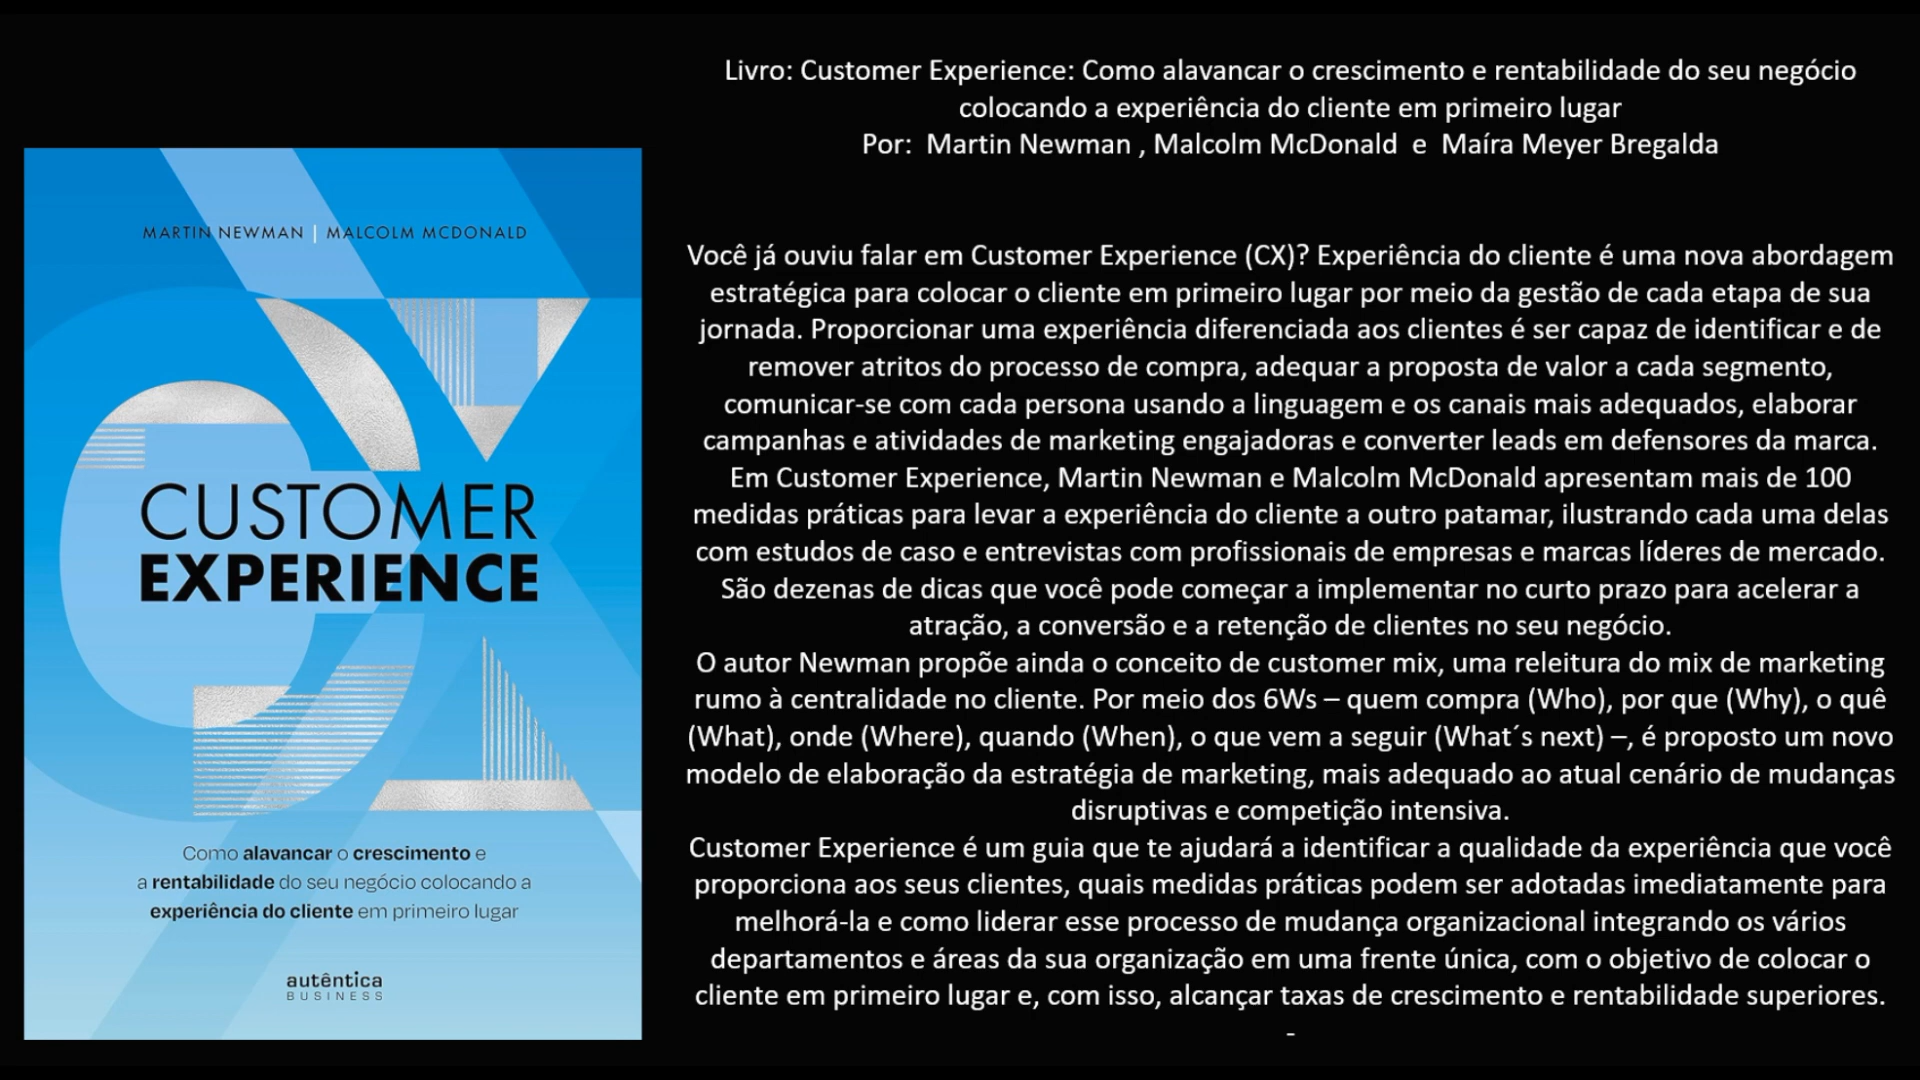 Livro: Customer Experience: Como alavancar o crescimento e rentabilidade do seu negócio
colocando a experiência do cliente em primeiro lugar
Por:  Martin Newman , Malcolm McDonald  e  Maíra Meyer Bregalda
MARTIN NEWMAN | MALCOLM MCDONALD
CUSTOMER
EXPERIENCE
Como alavancar o crescimento e
a rentabilidade do seu negócio colocando a
experiência do cliente em primeiro lugar
autêntica
BUSINESS
Você já ouviu falar em Customer Experience (CX)? Experiência do cliente é uma nova abordagem
estratégica para colocar o cliente em primeiro lugar por meio da gestão de cada etapa de sua
jornada. Proporcionar uma experiência diferenciada aos clientes é ser capaz de identificar e de
remover atritos do processo de compra, adequar a proposta de valor a cada segmento,
comunicar-se com cada persona usando a linguagem e os canais mais adequados, elaborar
campanhas e atividades de marketing engajadoras e converter leads em defensores da marca.
Em Customer Experience, Martin Newman e Malcolm McDonald apresentam mais de 100
medidas práticas para levar a experiência do cliente a outro patamar, ilustrando cada uma delas
com estudos de caso e entrevistas com profissionais de empresas e marcas líderes de mercado.
São dezenas de dicas que você pode começar a implementar no curto prazo para acelerar a
atração, a conversão e a retenção de clientes no seu negócio.
O autor Newman propõe ainda o conceito de customer mix, uma releitura do mix de marketing
rumo à centralidade no cliente. Por meio dos 6Ws – quem compra (Who), por que (Why), o quê
(What), onde (Where), quando (When), o que vem a seguir (What´s next) –, é proposto um novo
modelo de elaboração da estratégia de marketing, mais adequado ao atual cenário de mudanças
disruptivas e competição intensiva.
Customer Experience é um guia que te ajudará a identificar a qualidade da experiência que você
proporciona aos seus clientes, quais medidas práticas podem ser adotadas imediatamente para
melhorá-la e como liderar esse processo de mudança organizacional integrando os vários
departamentos e áreas da sua organização em uma frente única, com o objetivo de colocar o
cliente em primeiro lugar e, com isso, alcançar taxas de crescimento e rentabilidade superiores.
-